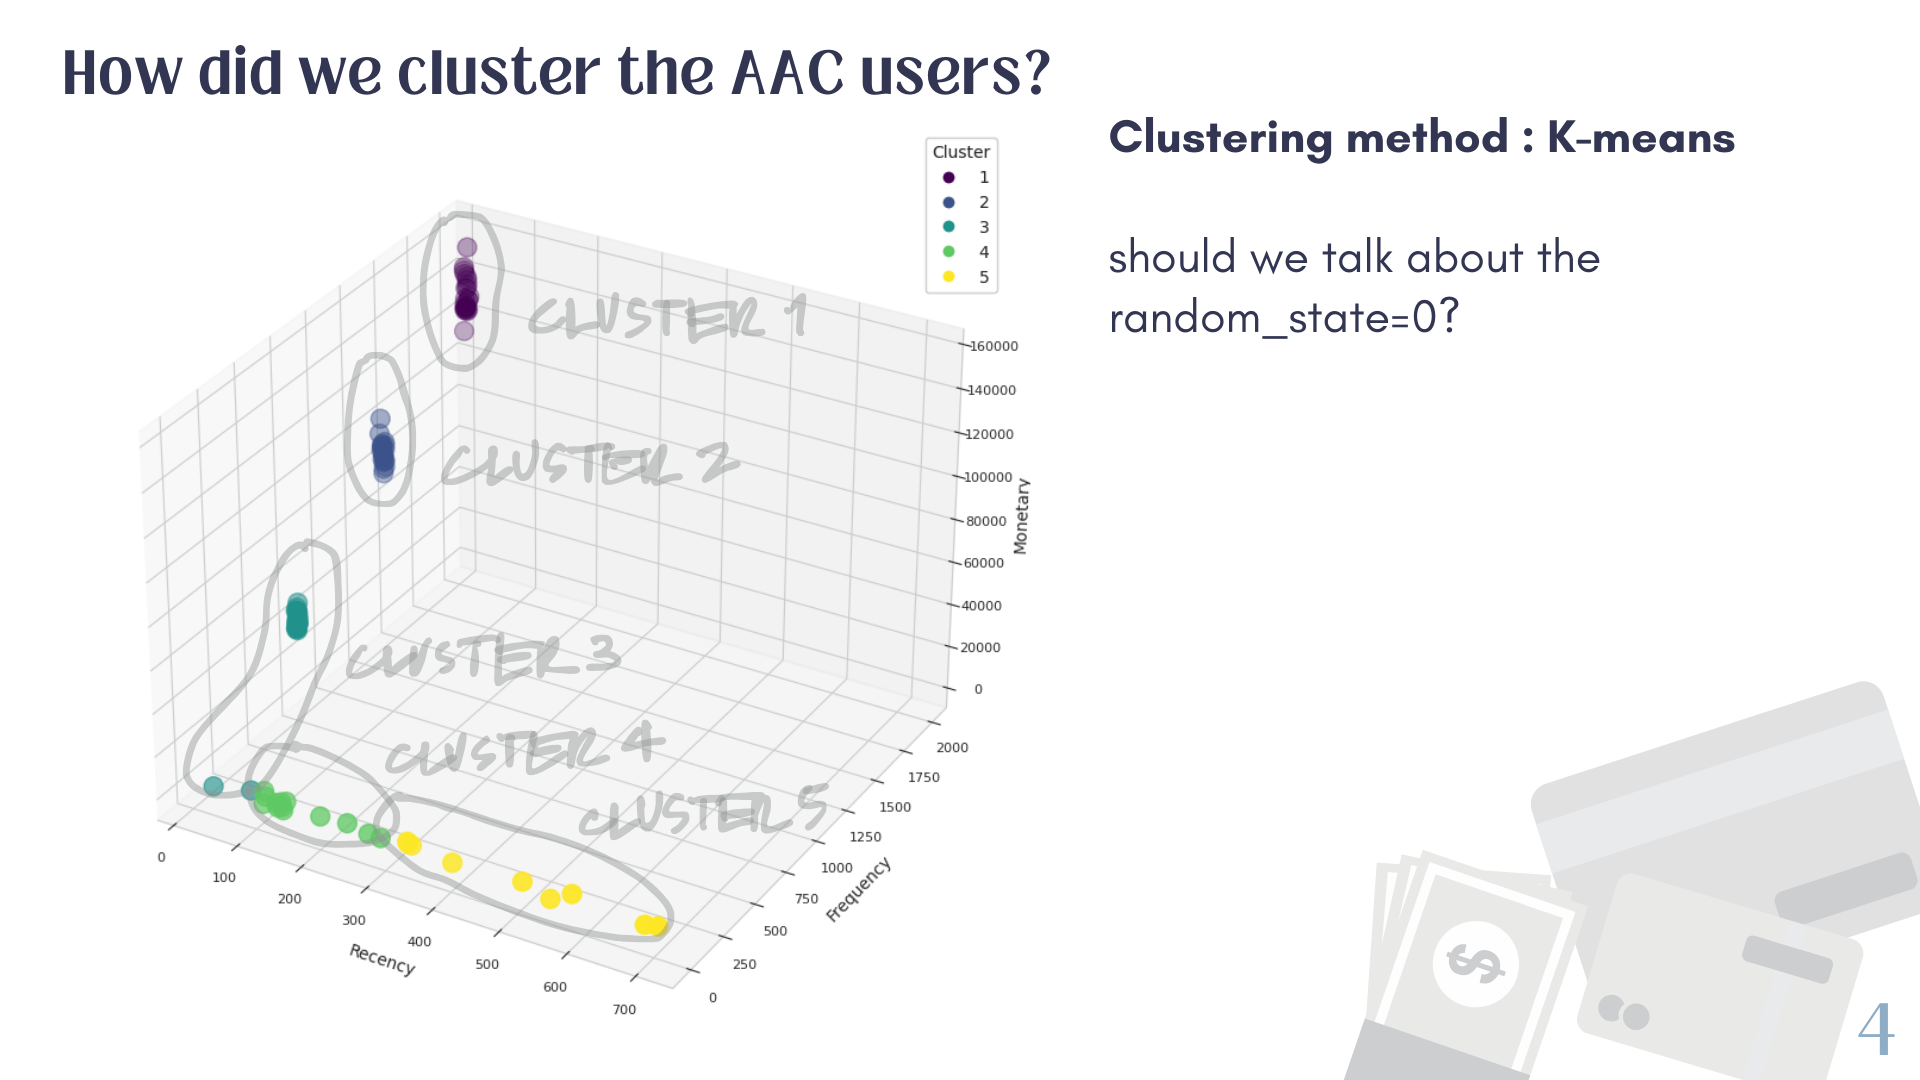 How did we cluster the AAC users?
Clustering method : K-means
should we talk about the
random_state=0?
Cluster
1
2
3
4
5
CLUSTER 1
CLUSTER 2
CLUSTER 3
CLUSTER 4
CLUSTER 5
160000
140000
120000
100000
80000
60000
40000
20000
0
Monetary
2000
1750
1500
1250
1000
750
500
250
0
Frequency
0
100
200
300
400
500
600
700
Recency
$
4